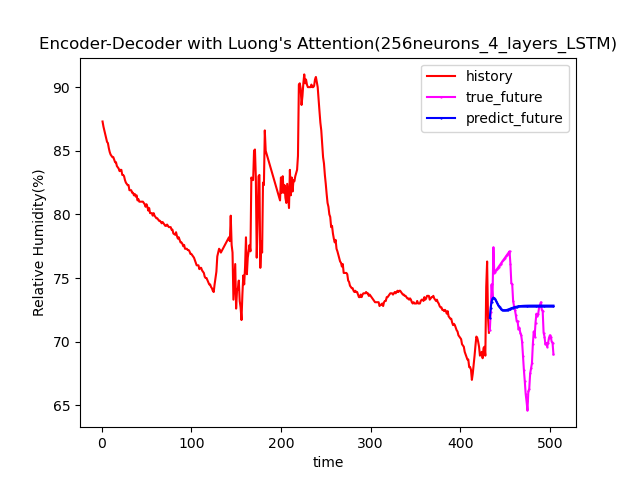 Encoder-Decoder with Luong's Attention(256neurons_4_layers_LSTM)
history
true_future
predict_future
Relative Humidity(%)
90
85
80
75
70
65
0 100 200 300 400 500
time